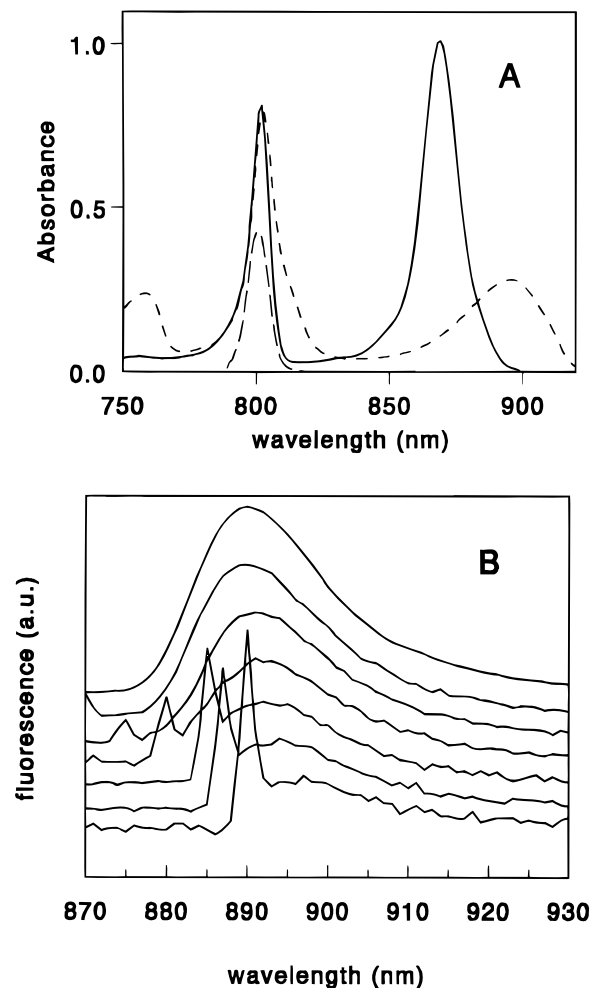 A
1.0
0.5
0.0
Absorbance
750 800 850 900
wavelength (nm)
B
fluorescence (a.u.)
870 880 890 900 910 920 930
wavelength (nm)